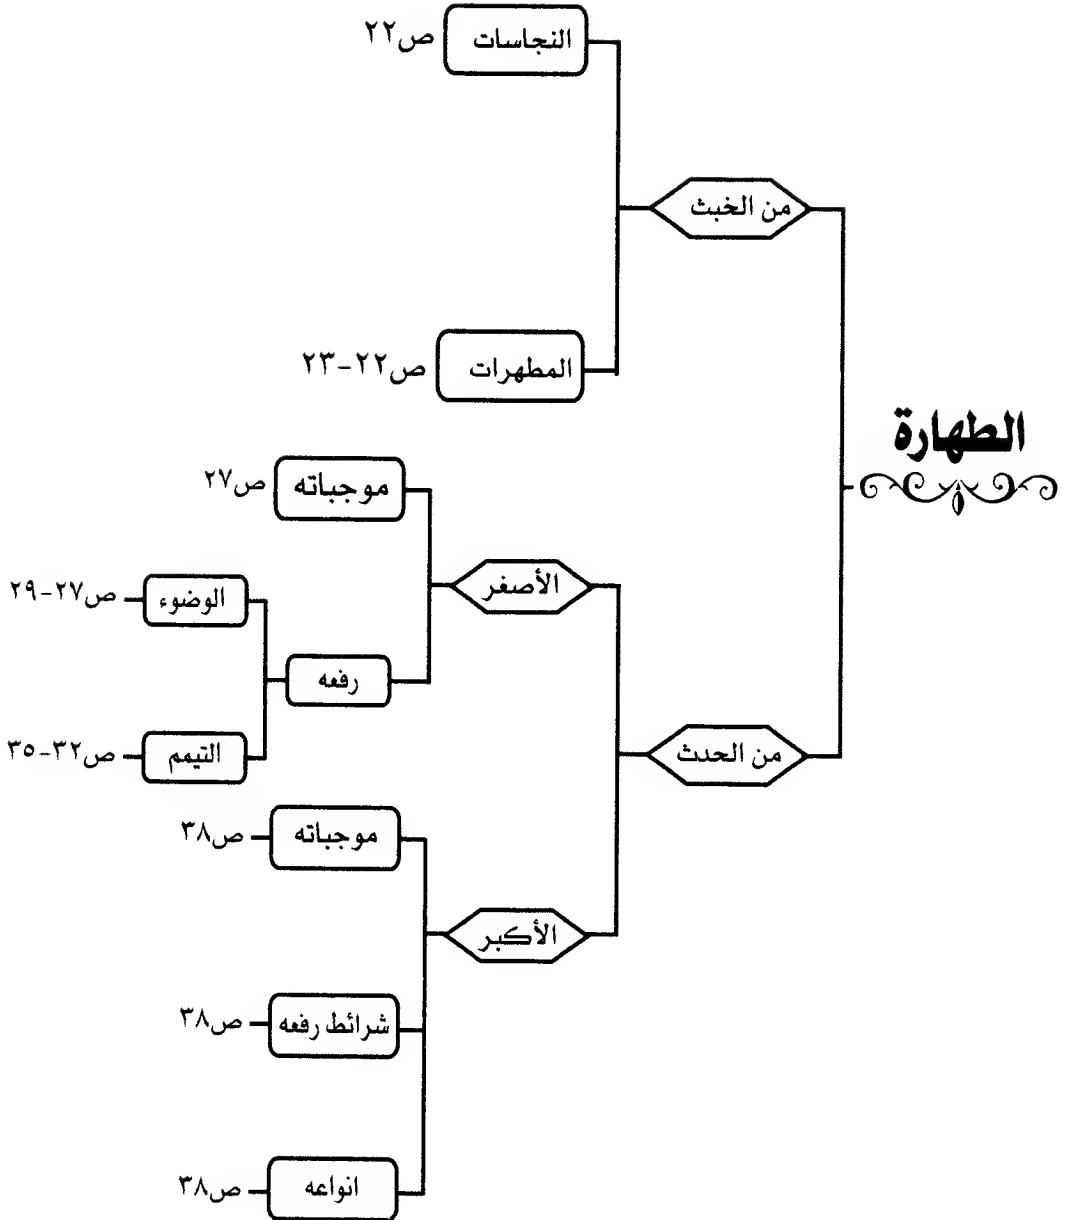 الطهارة
من الخبث
النجاسات ص٢٢
المطهرات ص٢٢-٢٣
من الحدث
الأصغر
موجباته ص٢٧
رفعه
الوضوء ص٢٧-٢٩
التيمم ص٣٢-٣٥
الأكبر
موجباته ص٣٨
شرائط رفعه ص٣٨
انواعه ص٣٨